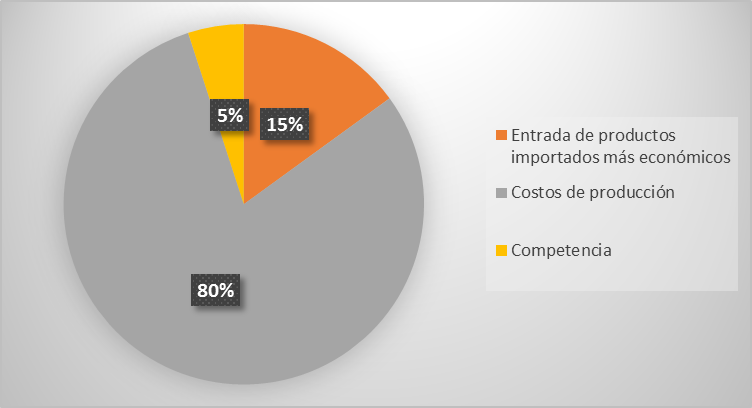 5%
15%
80%
Entrada de productos
importados más económicos
Costos de producción
Competencia